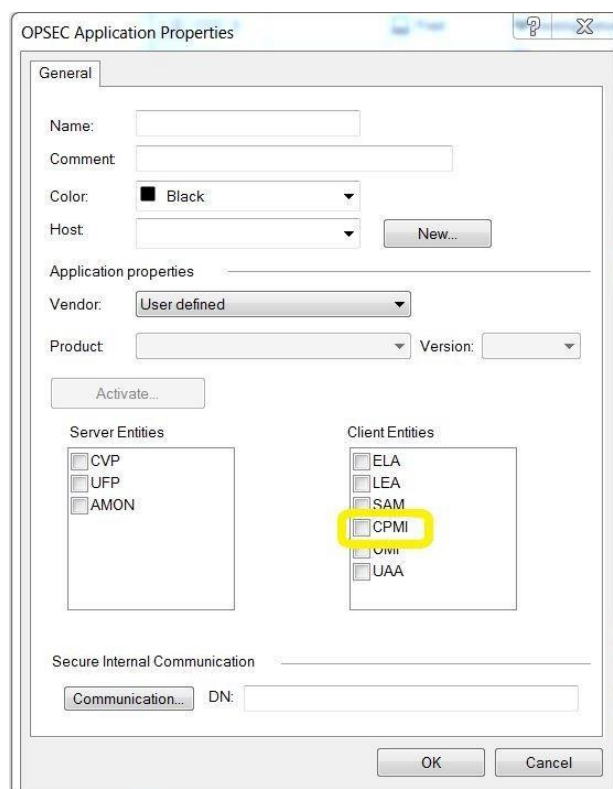 OPSEC Application Properties
General
Name:
Comment
Color: Black
Host New...
Application properties
Vendor: User defined
Product Version:
Activate...
Server Entities Client Entities
CVP ELA
UFP LEA
AMON SAM
CPMI
OMI
UAA
Secure Internal Communication
Communication... DN:
OK Cancel